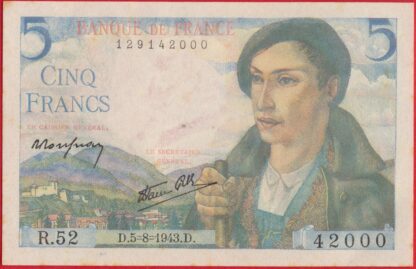 5 BANQUE DE FRANCE 5
129142000
CINQ
FRANCS
LE CAISSIER GÉNÉRAL,
LE SECRÉTAIRE
GÉNÉRAL,
R.52 D.5-8-1943.D. 42000